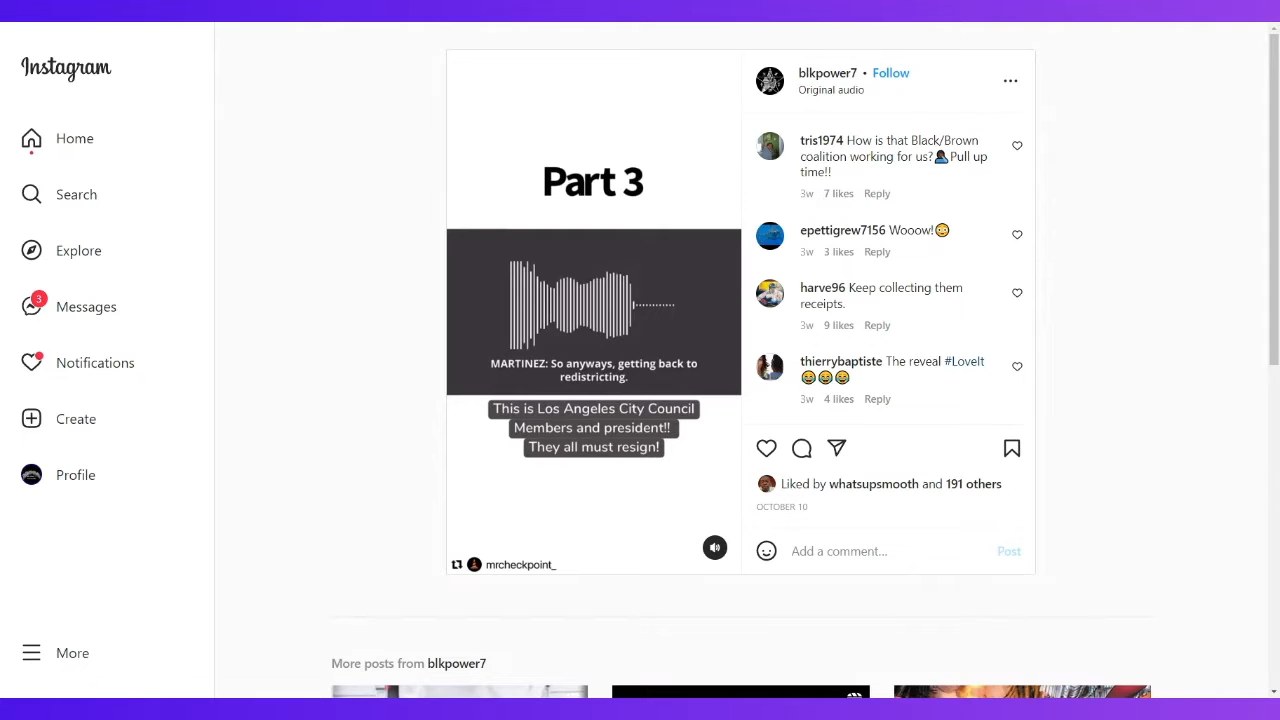 Instagram
Home
Search
Explore
3
Messages
Notifications
Create
Profile
More
Part 3
MARTINEZ: So anyways, getting back to
redistricting.
This is Los Angeles City Council
Members and president!!
They all must resign!
mrcheckpoint_
blkpower7 • Follow
Original audio
tris1974 How is that Black/Brown
coalition working for us?🤷🏿‍♂️Pull up
time!!
3w 7 likes Reply
epettigrew7156 Wooow!😳
3w 3 likes Reply
harve96 Keep collecting them
receipts.
3w 9 likes Reply
thierrybaptiste The reveal #LoveIt
😂😂😂
3w 4 likes Reply
Liked by whatsupsmooth and 191 others
OCTOBER 10
Add a comment...
Post
More posts from blkpower7